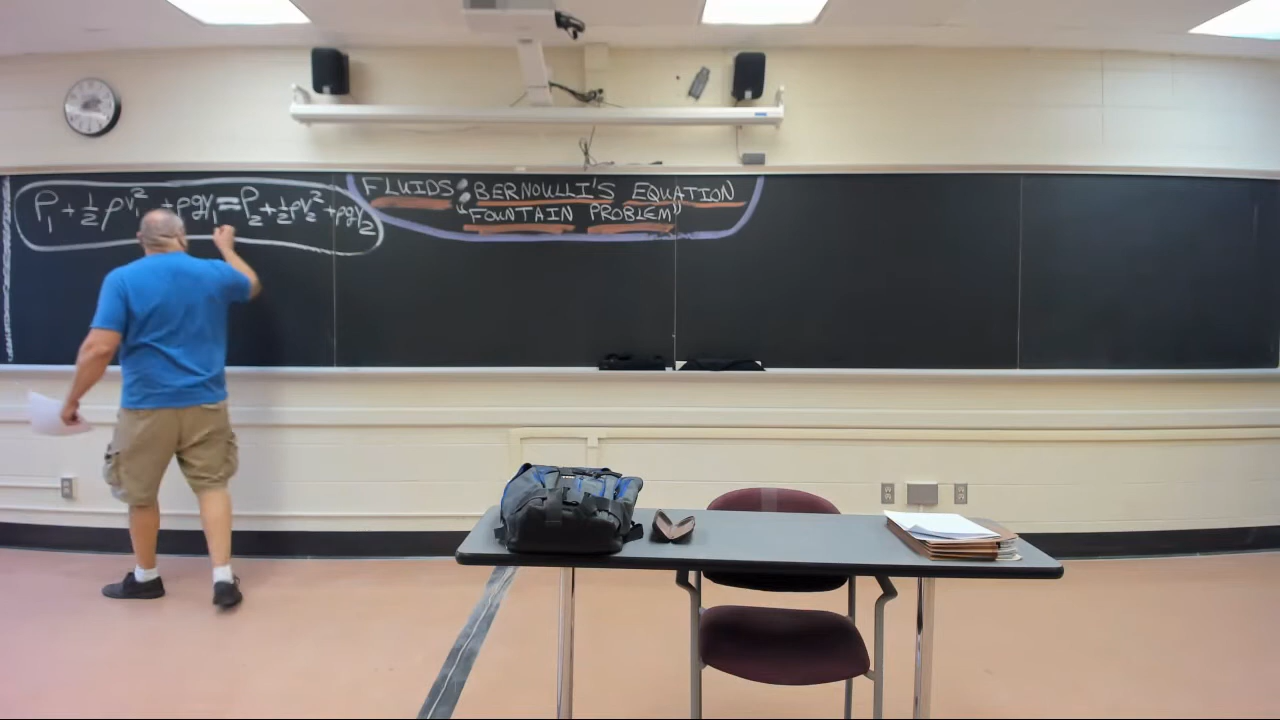 P₁ + ½ρv₁² + ρgy₁ = P₂ + ½ρv₂² + ρgy₂
FLUIDS: BERNOULLI'S EQUATION
"FOUNTAIN PROBLEM"